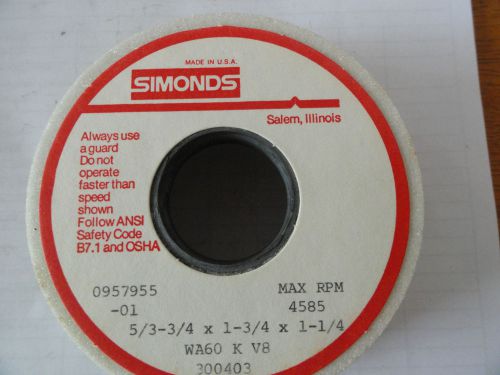 MADE IN U.S.A.
SIMONDS
Salem, Illinois
Always use
a guard
Do not
operate
faster than
speed
shown
Follow ANSI
Safety Code
B7.1 and OSHA
0957955 MAX RPM
-01 4585
5/3-3/4 x 1-3/4 x 1-1/4
WA60 K V8
300403